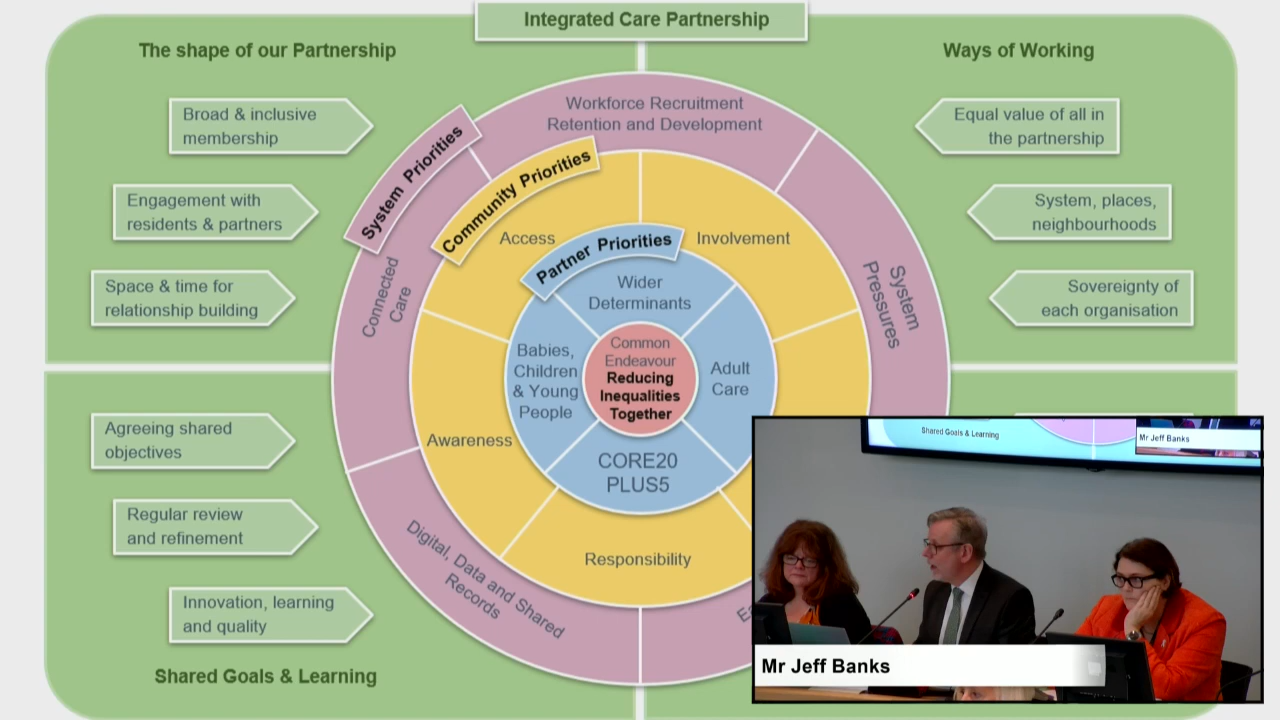 Integrated Care Partnership
The shape of our Partnership
Ways of Working
Broad & inclusive
membership
Engagement with
residents & partners
Space & time for
relationship building
Equal value of all in
the partnership
System, places,
neighbourhoods
Sovereignty of
each organisation
System Priorities
Workforce Recruitment
Retention and Development
System
Pressures
Connected
Care
Digital, Data and Shared
Records
Community Priorities
Access
Involvement
Awareness
Responsibility
Partner Priorities
Wider
Determinants
Babies,
Children
& Young
People
Adult
Care
CORE20
PLUS5
Common
Endeavour
Reducing
Inequalities
Together
Agreeing shared
objectives
Regular review
and refinement
Innovation, learning
and quality
Shared Goals & Learning
Shared Goals & Learning
Mr Jeff Banks
Mr Jeff Banks